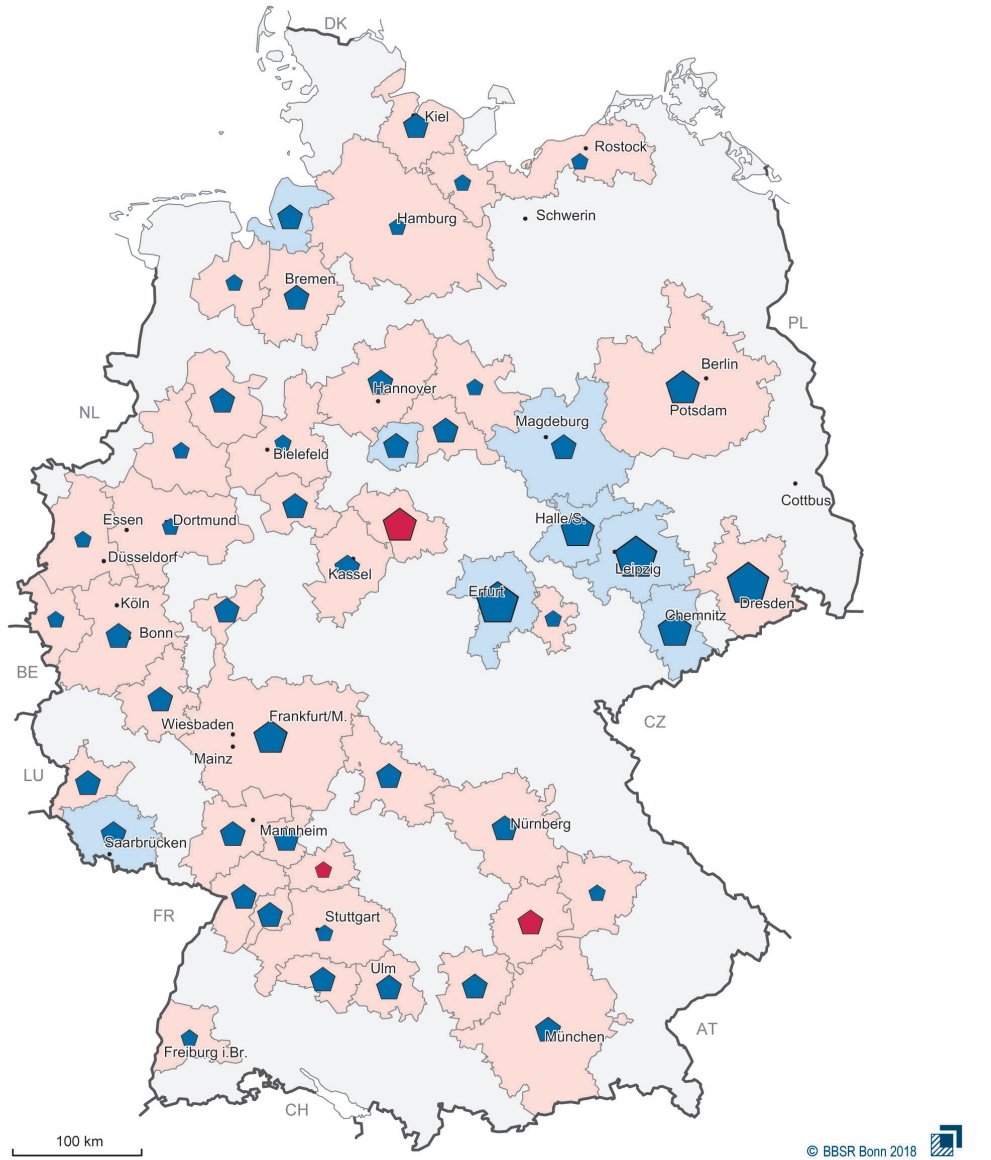 DK
Kiel
Rostock
Schwerin
Hamburg
Bremen
PL
Berlin
Hannover
NL
Potsdam
Magdeburg
Bielefeld
Cottbus
Essen
Dortmund
Halle/S.
Düsseldorf
Leipzig
Kassel
Erfurt
Köln
Dresden
Chemnitz
Bonn
BE
Frankfurt/M.
Wiesbaden
CZ
Mainz
LU
Nürnberg
Mannheim
Saarbrücken
FR
Stuttgart
Ulm
AT
München
Freiburg i.Br.
CH
100 km
© BBSR Bonn 2018